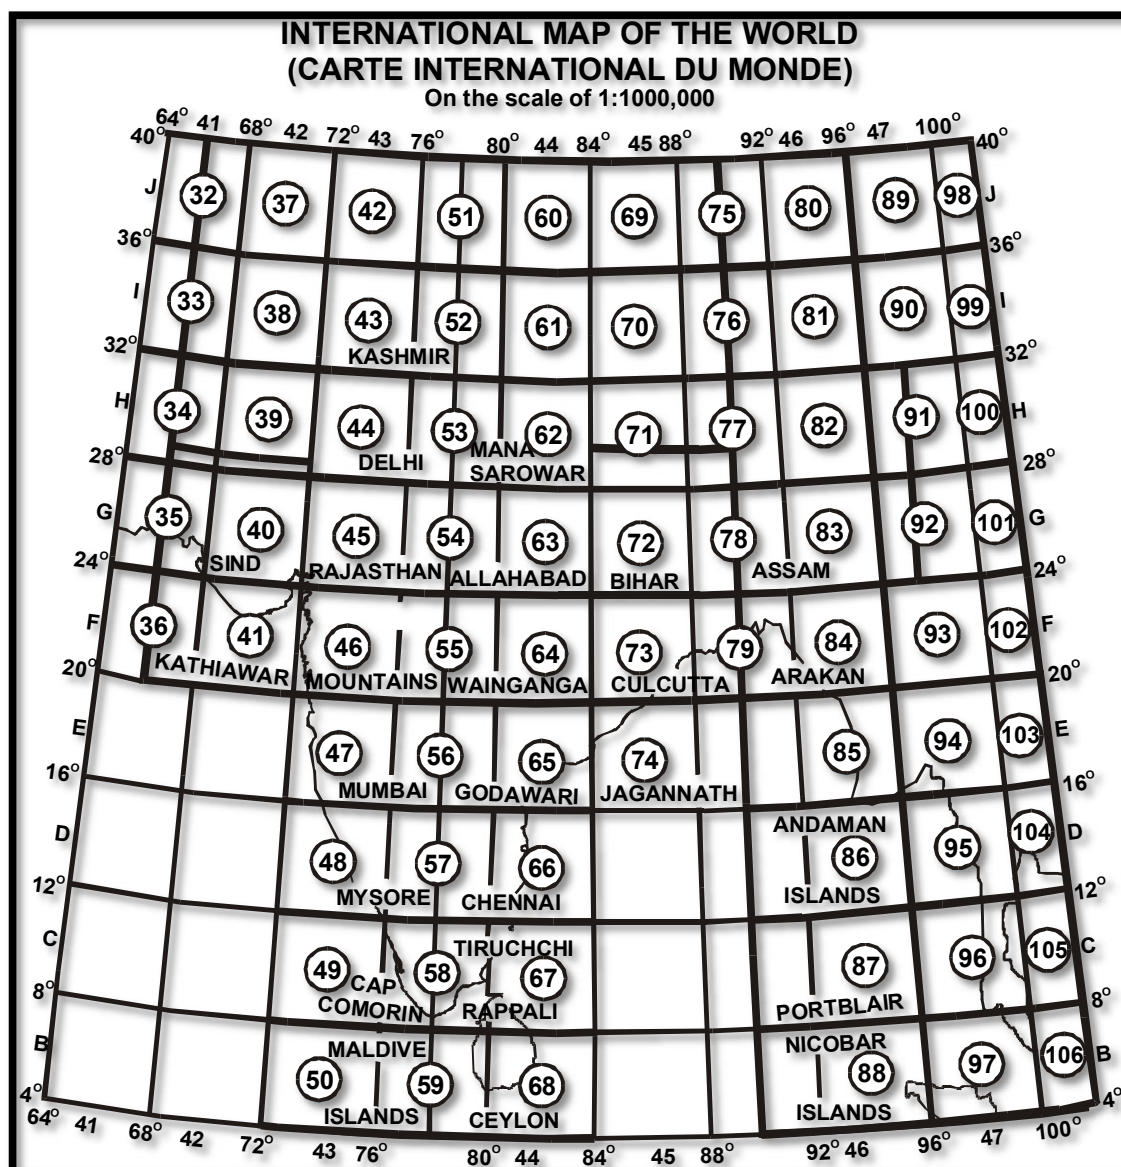 INTERNATIONAL MAP OF THE WORLD
(CARTE INTERNATIONAL DU MONDE)
On the scale of 1:1000,000
64° 41 68° 42 72° 43 76° 80° 44 84° 45 88° 92° 46 96° 47 100°
40° 40°
J 32 37 42 51 60 69 75 80 89 98 J
36° 36°
I 33 38 43 52 61 70 76 81 90 99 I
KASHMIR
32° 32°
H 34 39 44 53 62 71 77 82 91 100 H
DELHI MANA
SAROWAR
28° 28°
G 35 40 45 54 63 72 78 83 92 101 G
SIND RAJASTHAN ALLAHABAD BIHAR ASSAM
24° 24°
F 36 41 46 55 64 73 79 84 93 102 F
KATHIAWAR MOUNTAINS WAINGANGA CULCUTTA ARAKAN
20° 20°
E 47 56 65 74 85 94 103 E
MUMBAI GODAWARI JAGANNATH
16° 16°
ANDAMAN
D 48 57 66 86 95 104 D
MYSORE CHENNAI ISLANDS
12° 12°
TIRUCHCHI
C 49 58 67 87 96 105 C
CAP
COMORIN RAPPALI PORTBLAIR
8° 8°
MALDIVE NICOBAR
B 50 59 68 88 97 106 B
ISLANDS CEYLON ISLANDS
4° 4°
64° 41 68° 42 72° 43 76° 80° 44 84° 45 88° 92° 46 96° 47 100°